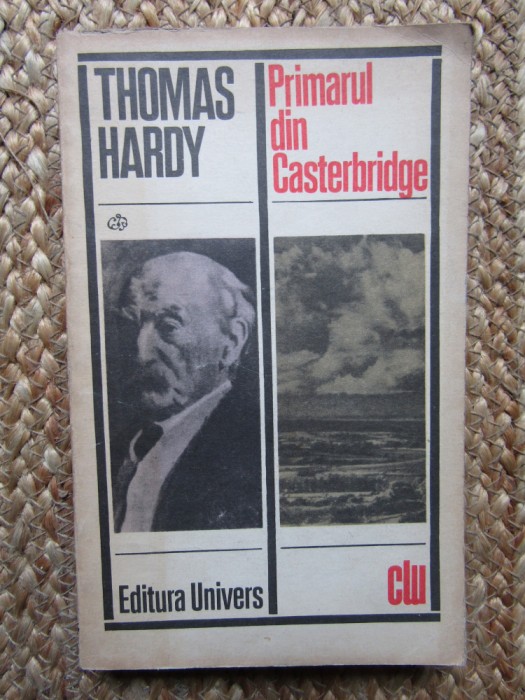 THOMAS
HARDY
Primarul
din
Casterbridge
Editura Univers
clu